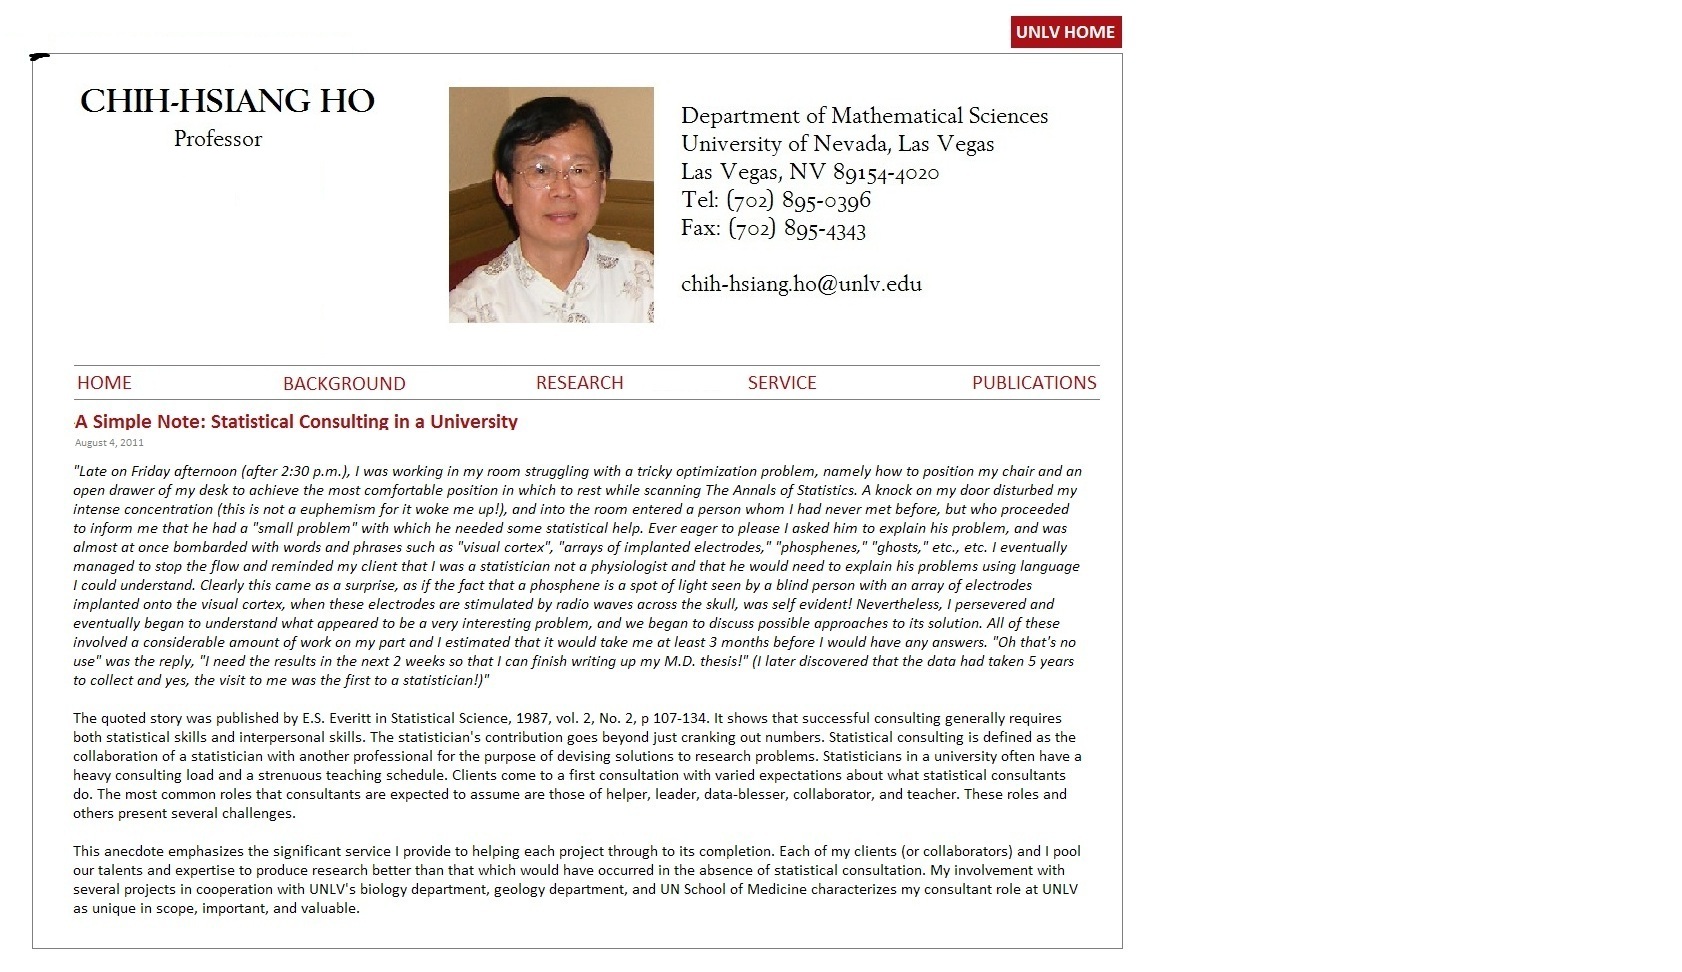 UNLV HOME
CHIH-HSIANG HO
Professor
Department of Mathematical Sciences
University of Nevada, Las Vegas
Las Vegas, NV 89154-4020
Tel: (702) 895-0396
Fax: (702) 895-4343
chih-hsiang.ho@unlv.edu
HOME BACKGROUND RESEARCH SERVICE PUBLICATIONS
A Simple Note: Statistical Consulting in a University
August 4, 2011
"Late on Friday afternoon (after 2:30 p.m.), I was working in my room struggling with a tricky optimization problem, namely how to position my chair and an
open drawer of my desk to achieve the most comfortable position in which to rest while scanning The Annals of Statistics. A knock on my door disturbed my
intense concentration (this is not a euphemism for it woke me up!), and into the room entered a person whom I had never met before, but who proceeded
to inform me that he had a "small problem" with which he needed some statistical help. Ever eager to please I asked him to explain his problem, and was
almost at once bombarded with words and phrases such as "visual cortex", "arrays of implanted electrodes," "phosphenes," "ghosts," etc., etc. I eventually
managed to stop the flow and reminded my client that I was a statistician not a physiologist and that he would need to explain his problems using language
I could understand. Clearly this came as a surprise, as if the fact that a phosphene is a spot of light seen by a blind person with an array of electrodes
implanted onto the visual cortex, when these electrodes are stimulated by radio waves across the skull, was self evident! Nevertheless, I persevered and
eventually began to understand what appeared to be a very interesting problem, and we began to discuss possible approaches to its solution. All of these
involved a considerable amount of work on my part and I estimated that it would take me at least 3 months before I would have any answers. "Oh that's no
use" was the reply, "I need the results in the next 2 weeks so that I can finish writing up my M.D. thesis!" (I later discovered that the data had taken 5 years
to collect and yes, the visit to me was the first to a statistician!)"
The quoted story was published by E.S. Everitt in Statistical Science, 1987, vol. 2, No. 2, p 107-134. It shows that successful consulting generally requires
both statistical skills and interpersonal skills. The statistician's contribution goes beyond just cranking out numbers. Statistical consulting is defined as the
collaboration of a statistician with another professional for the purpose of devising solutions to research problems. Statisticians in a university often have a
heavy consulting load and a strenuous teaching schedule. Clients come to a first consultation with varied expectations about what statistical consultants
do. The most common roles that consultants are expected to assume are those of helper, leader, data-blesser, collaborator, and teacher. These roles and
others present several challenges.
This anecdote emphasizes the significant service I provide to helping each project through to its completion. Each of my clients (or collaborators) and I pool
our talents and expertise to produce research better than that which would have occurred in the absence of statistical consultation. My involvement with
several projects in cooperation with UNLV's biology department, geology department, and UN School of Medicine characterizes my consultant role at UNLV
as unique in scope, important, and valuable.